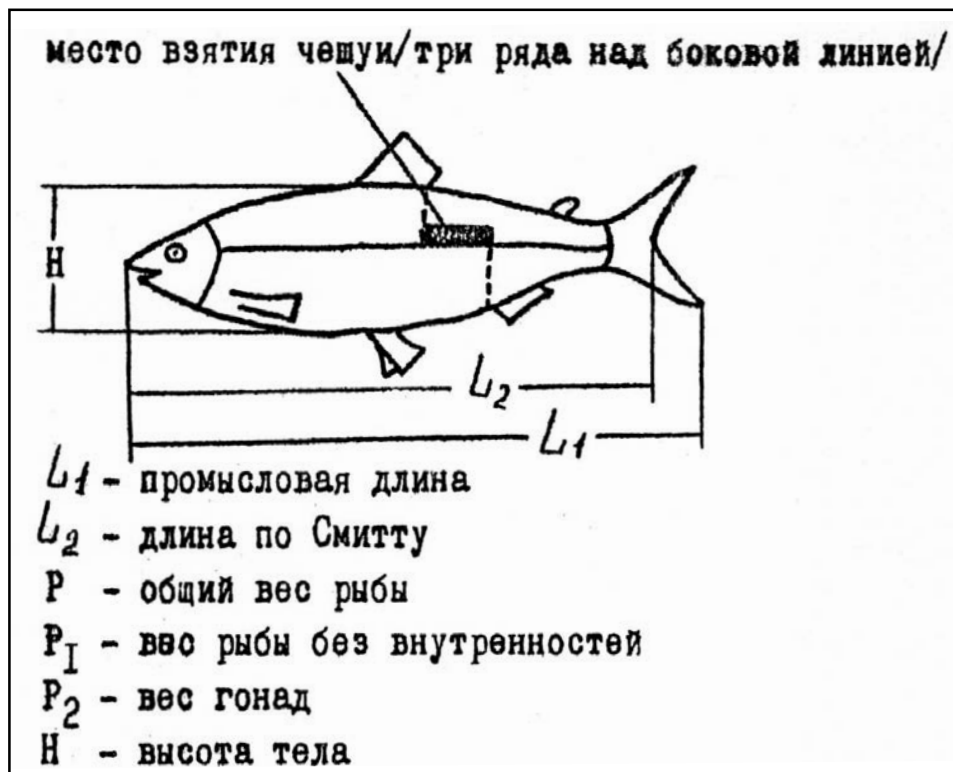 место взятия чешуи/три ряда над боковой линией/
H
L2
L1
L1 - промысловая длина
L2 - длина по Смитту
P - общий вес рыбы
PI - вес рыбы без внутренностей
P2 - вес гонад
H - высота тела